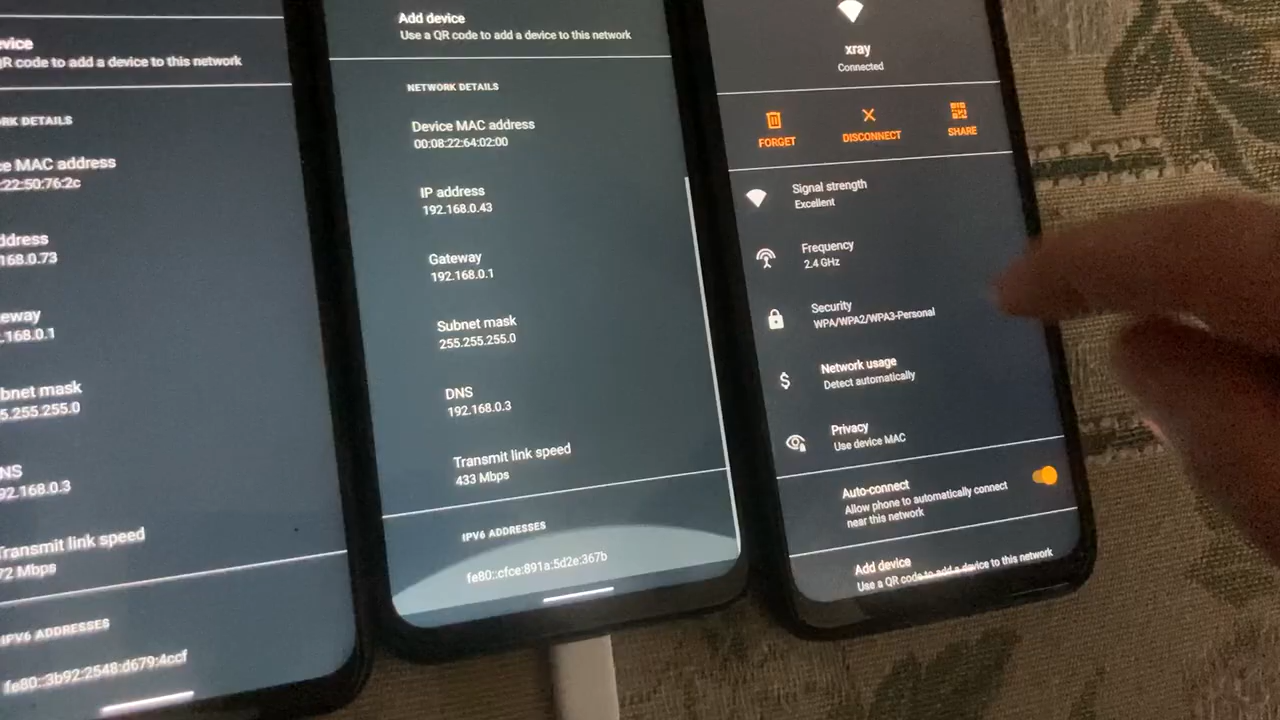 evice
QR code to add a device to this network
RK DETAILS
ce MAC address
:22:50:76:2c
ddress
168.0.73
eway
.168.0.1
bnet mask
5.255.255.0
NS
92.168.0.3
Transmit link speed
72 Mbps
IPV6 ADDRESSES
fe80::3b92:2548:d679:4ccf
Add device
Use a QR code to add a device to this network
NETWORK DETAILS
Device MAC address
00:08:22:64:02:00
IP address
192.168.0.43
Gateway
192.168.0.1
Subnet mask
255.255.255.0
DNS
192.168.0.3
Transmit link speed
433 Mbps
IPV6 ADDRESSES
fe80::cfce:891a:5d2e:367b
xray
Connected
FORGET
DISCONNECT
SHARE
Signal strength
Excellent
Frequency
2.4 GHz
Security
WPA/WPA2/WPA3-Personal
Network usage
Detect automatically
Privacy
Use device MAC
Auto-connect
Allow phone to automatically connect
near this network
Add device
Use a QR code to add a device to this network